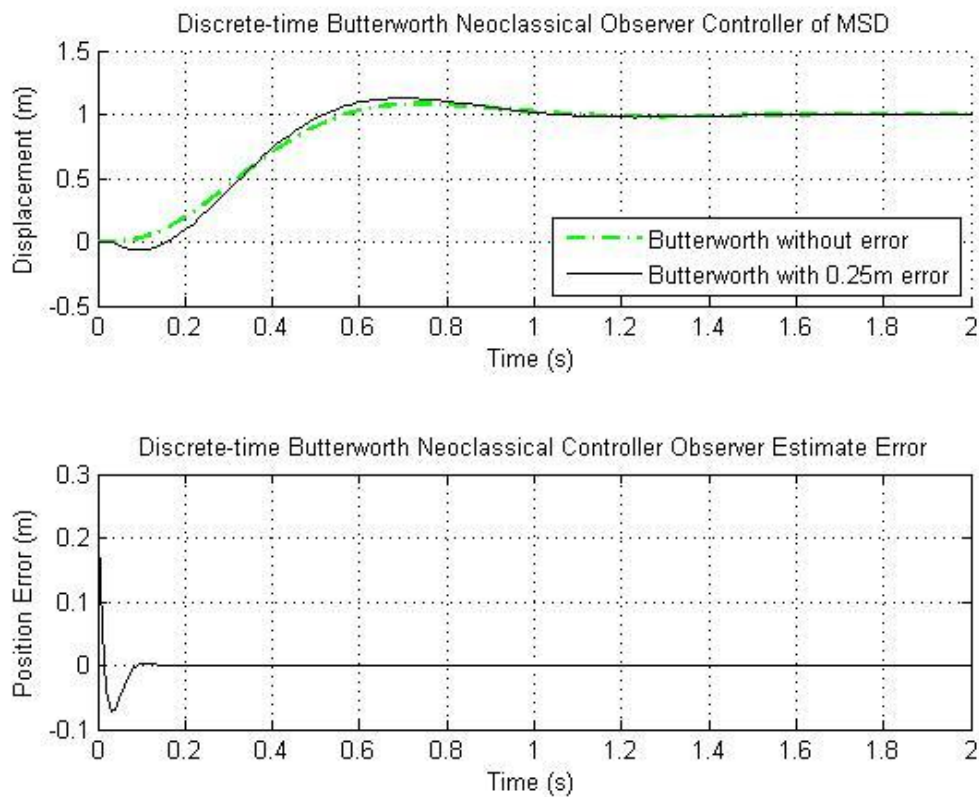 Discrete-time Butterworth Neoclassical Observer Controller of MSD
Displacement (m)
1.5
1
0.5
0
-0.5
Butterworth without error
Butterworth with 0.25m error
0 0.2 0.4 0.6 0.8 1 1.2 1.4 1.6 1.8 2
Time (s)
Discrete-time Butterworth Neoclassical Controller Observer Estimate Error
Position Error (m)
0.3
0.2
0.1
0
-0.1
0 0.2 0.4 0.6 0.8 1 1.2 1.4 1.6 1.8 2
Time (s)